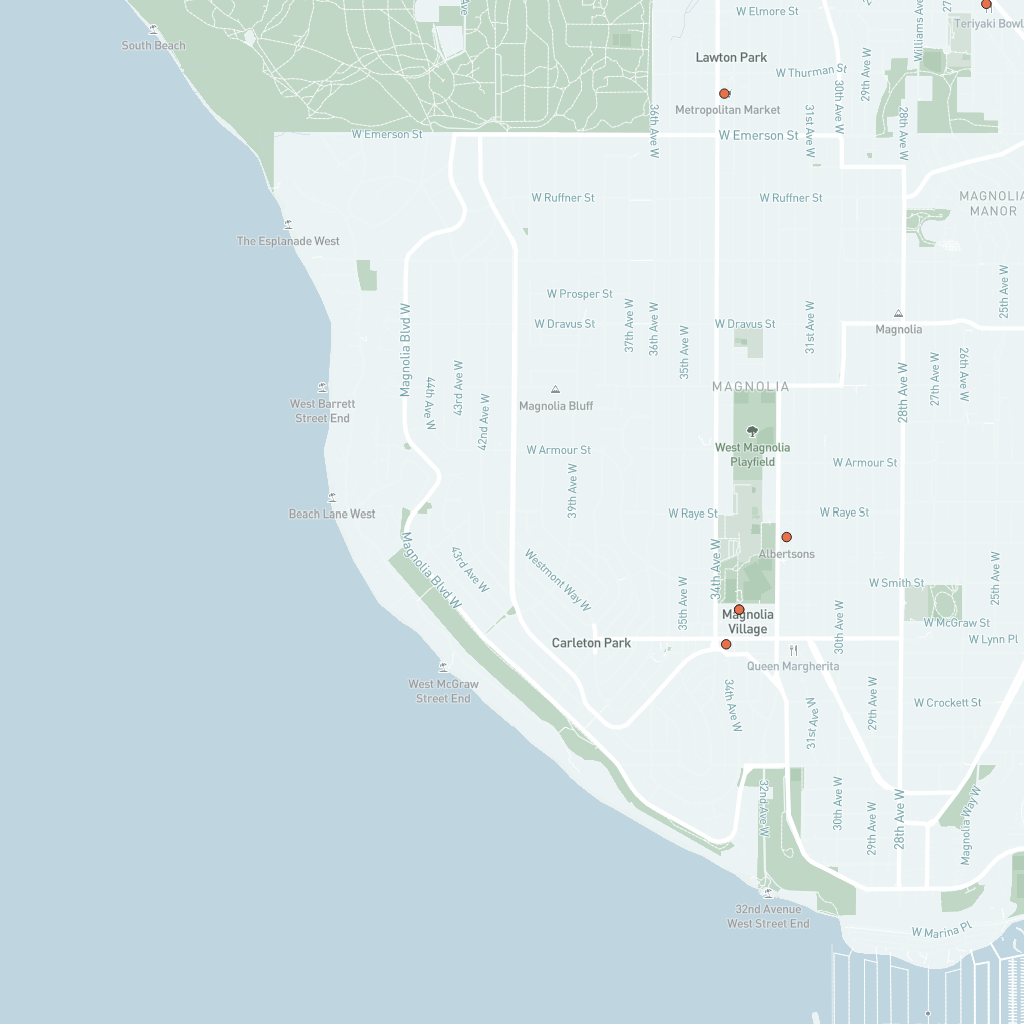 W Elmore St
Williams Ave
27
Teriyaki Bowl
South Beach
Ave
Lawton Park
W Thurman St
29th Ave W
30th Ave W
Metropolitan Market
36th Ave W
31st Ave W
28th Ave W
W Emerson St
W Emerson St
W Ruffner St
W Ruffner St
MAGNOLIA
MANOR
The Esplanade West
25th Ave W
W Prosper St
37th Ave W
36th Ave W
31st Ave W
Magnolia Blvd W
W Dravus St
35th Ave W
W Dravus St
Magnolia
44th Ave W
43rd Ave W
42nd Ave W
MAGNOLIA
28th Ave W
27th Ave W
26th Ave W
West Barrett
Street End
Magnolia Bluff
West Magnolia
Playfield
W Armour St
W Armour St
39th Ave W
Beach Lane West
W Raye St
W Raye St
Albertsons
Magnolia Blvd W
43rd Ave W
Westmont Way W
34th Ave W
35th Ave W
W Smith St
25th Ave W
Magnolia
Village
30th Ave W
W McGraw St
W Lynn Pl
Carleton Park
Queen Margherita
West McGraw
Street End
34th Ave W
31st Ave W
29th Ave W
W Crockett St
32nd Ave W
30th Ave W
29th Ave W
28th Ave W
Magnolia Way W
32nd Avenue
West Street End
W Marina Pl